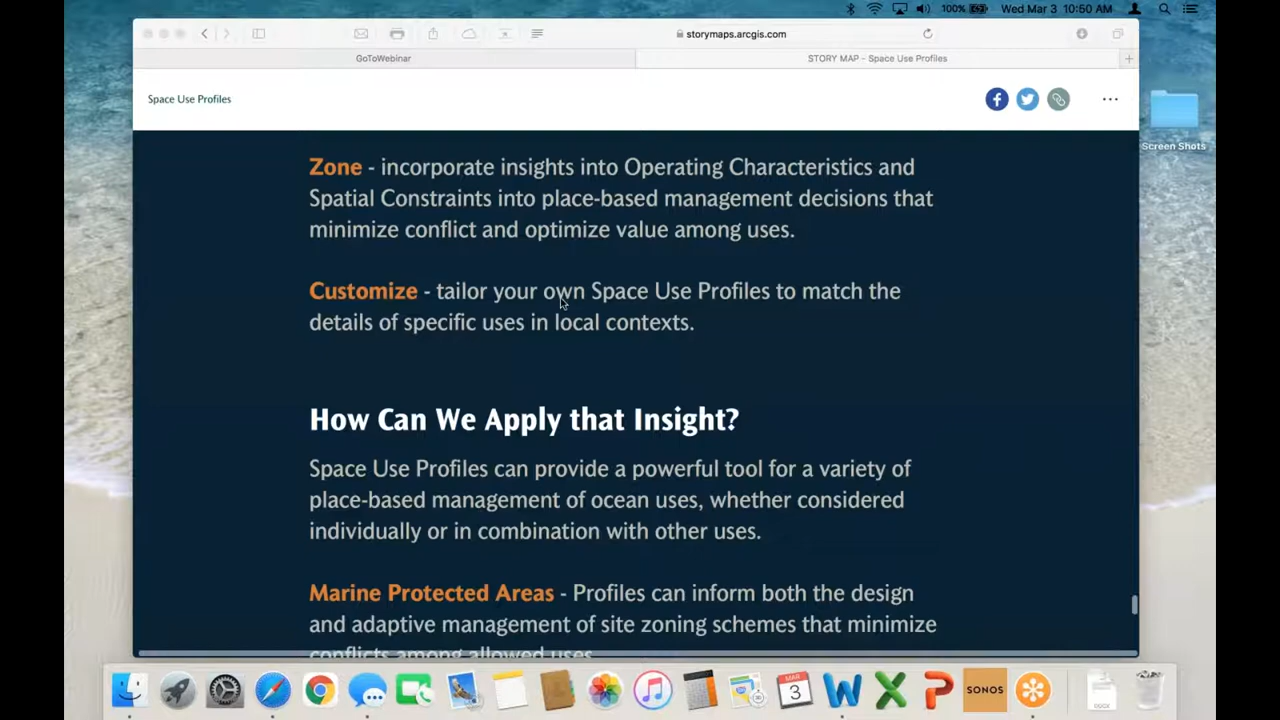 100%
Wed Mar 3 10:50 AM
storymaps.arcgis.com
GoToWebinar
STORY MAP - Space Use Profiles
+
Space Use Profiles
Screen Shots
Zone - incorporate insights into Operating Characteristics and
Spatial Constraints into place-based management decisions that
minimize conflict and optimize value among uses.
Customize - tailor your own Space Use Profiles to match the
details of specific uses in local contexts.
How Can We Apply that Insight?
Space Use Profiles can provide a powerful tool for a variety of
place-based management of ocean uses, whether considered
individually or in combination with other uses.
Marine Protected Areas - Profiles can inform both the design
and adaptive management of site zoning schemes that minimize
conflicts among allowed uses
MAR
3
SONOS
DOCX